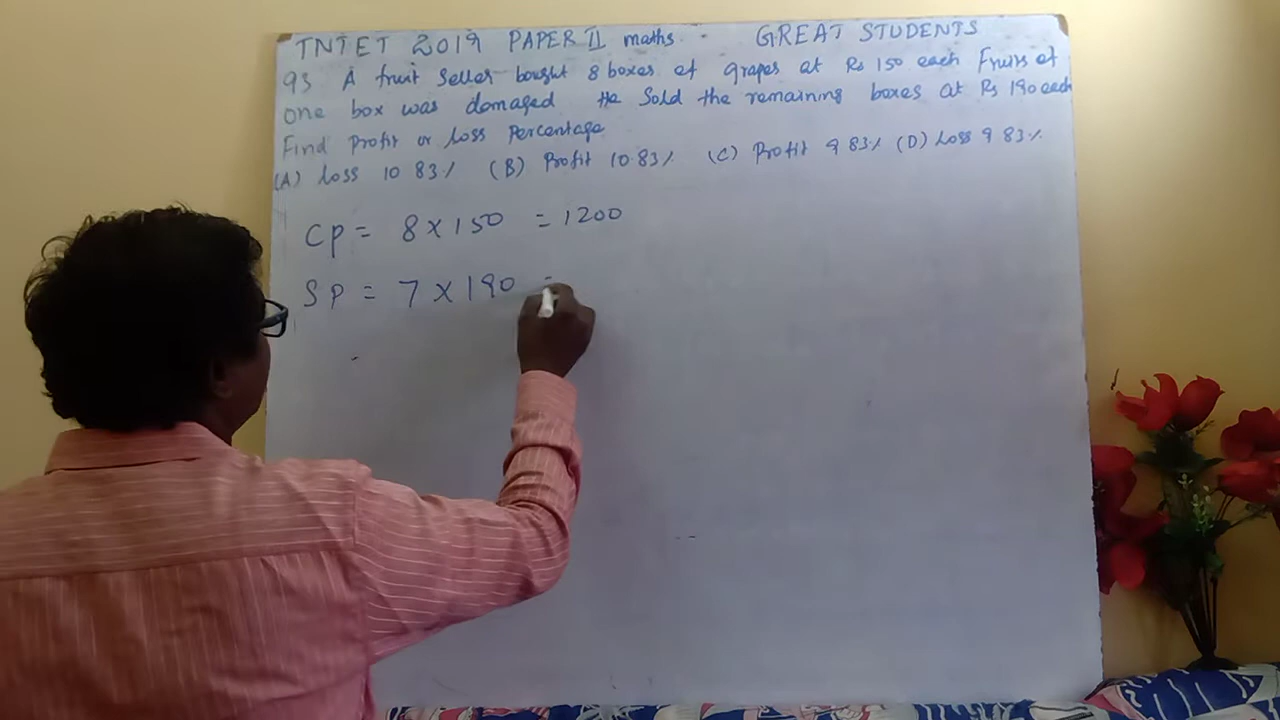 TNTET 2019 PAPER II maths. GREAT STUDENTS
93 A fruit seller bought 8 boxes of grapes at Rs 150 each Fruits of
one box was damaged He Sold the remaining boxes at Rs 190 each
Find Profit or Loss Percentage
(A) Loss 10 83% (B) Profit 10 83% (C) Profit 9 83% (D) Loss 9 83%
CP = 8 x 150 = 1200
SP = 7 x 190 =